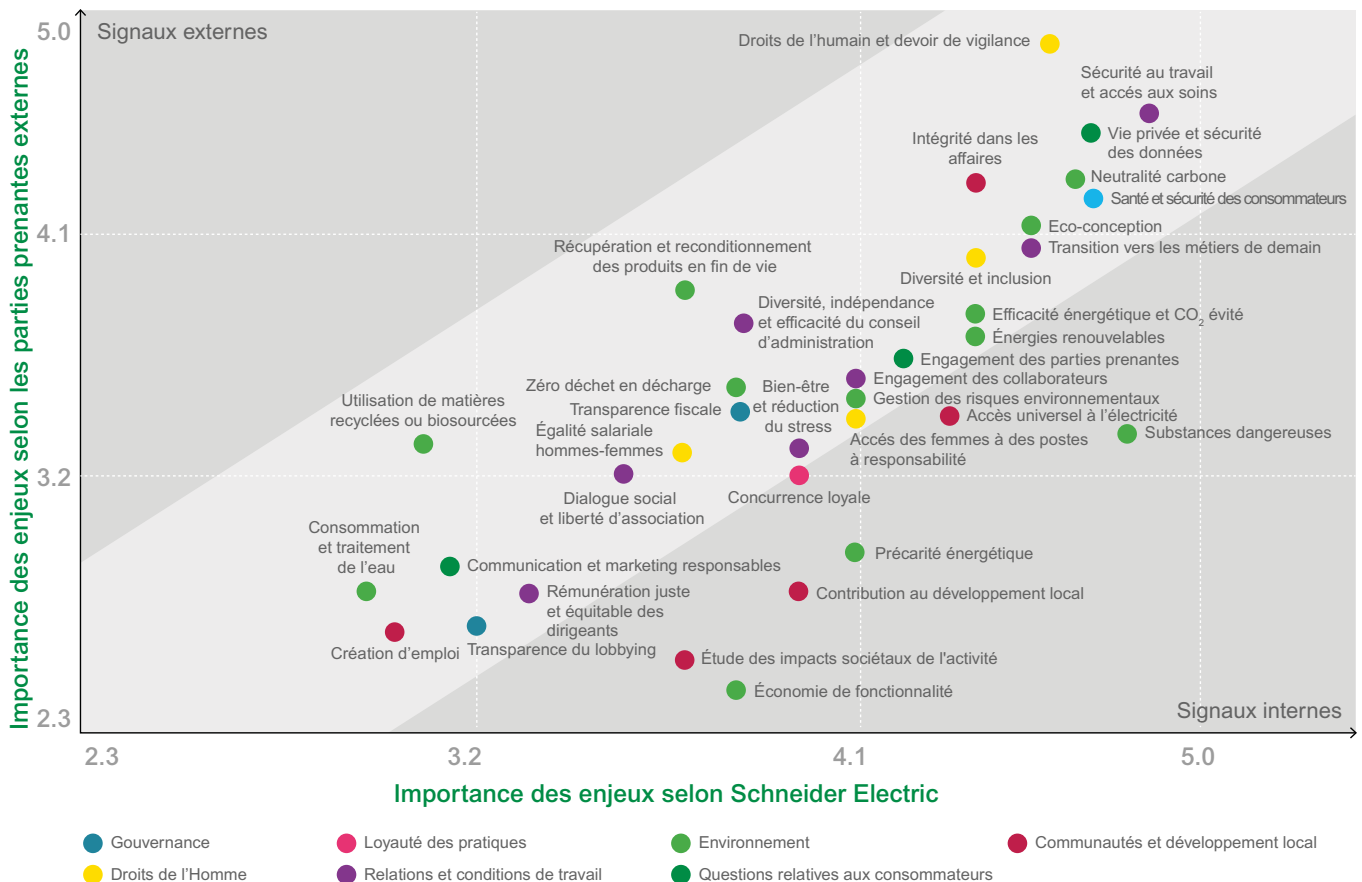 5.0
Signaux externes
Droits de l’humain et devoir de vigilance
Sécurité au travail
et accés aux soins
Vie privée et sécurité
des données
Intégrité dans les
affaires
Neutralité carbone
Santé et sécurité des consommateurs
4.1
Eco-conception
Transition vers les métiers de demain
Récupération et reconditionnement
des produits en fin de vie
Diversité et inclusion
Diversité, indépendance
et efficacité du conseil
d’administration
Efficacité énergétique et CO₂ évité
Énergies renouvelables
Engagement des parties prenantes
Zéro déchet en décharge
Bien-être
et réduction
du stress
Engagement des collaborateurs
Gestion des risques environnementaux
Utilisation de matières
recyclées ou biosourcées
Transparence fiscale
Accès universel à l’électricité
Égalité salariale
hommes-femmes
Accés des femmes à des postes
à responsabilité
Substances dangereuses
3.2
Dialogue social
et liberté d’association
Concurrence loyale
Consommation
et traitement
de l’eau
Précarité énergétique
Communication et marketing responsables
Rémunération juste
et équitable des
dirigeants
Contribution au développement local
Création d’emploi
Transparence du lobbying
Étude des impacts sociétaux de l'activité
Économie de fonctionnalité
2.3
Signaux internes
Importance des enjeux selon les parties prenantes externes
2.3
3.2
4.1
5.0
Importance des enjeux selon Schneider Electric
Gouvernance
Loyauté des pratiques
Environnement
Communautés et développement local
Droits de l’Homme
Relations et conditions de travail
Questions relatives aux consommateurs